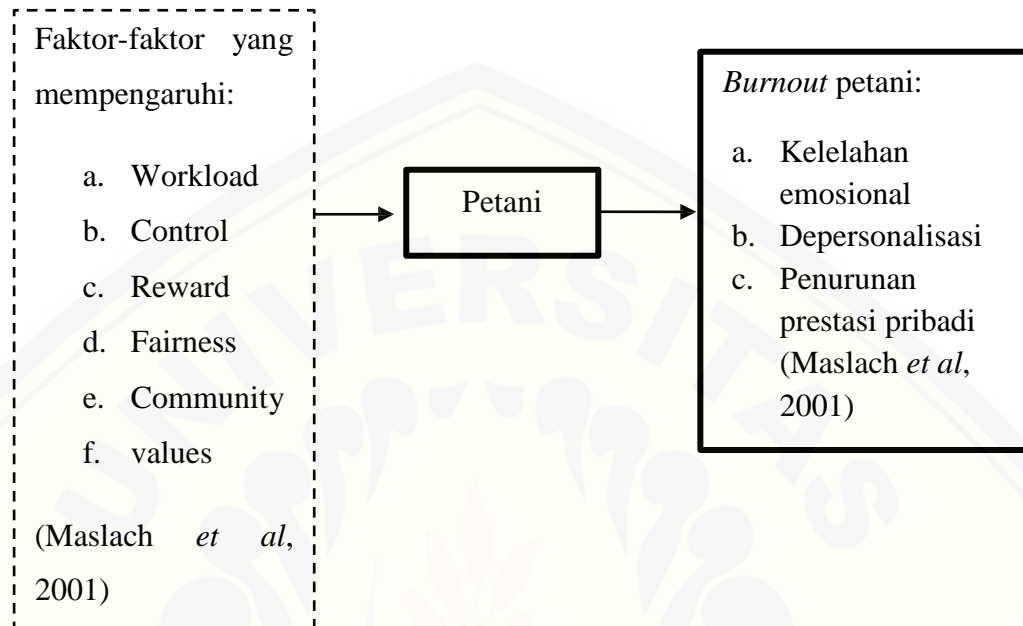 Faktor-faktor yang
mempengaruhi:
a. Workload
b. Control
c. Reward
d. Fairness
e. Community
f. values
(Maslach et al,
2001)
Petani
Burnout petani:
a. Kelelahan
emosional
b. Depersonalisasi
c. Penurunan
prestasi pribadi
(Maslach et al,
2001)
UNIVERSITAS